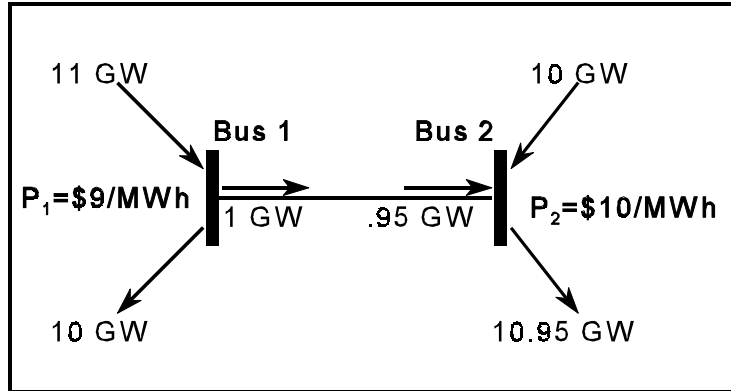 11 GW
10 GW
Bus 1
Bus 2
P₁=$9/MWh
P₂=$10/MWh
1 GW
.95 GW
10 GW
10.95 GW